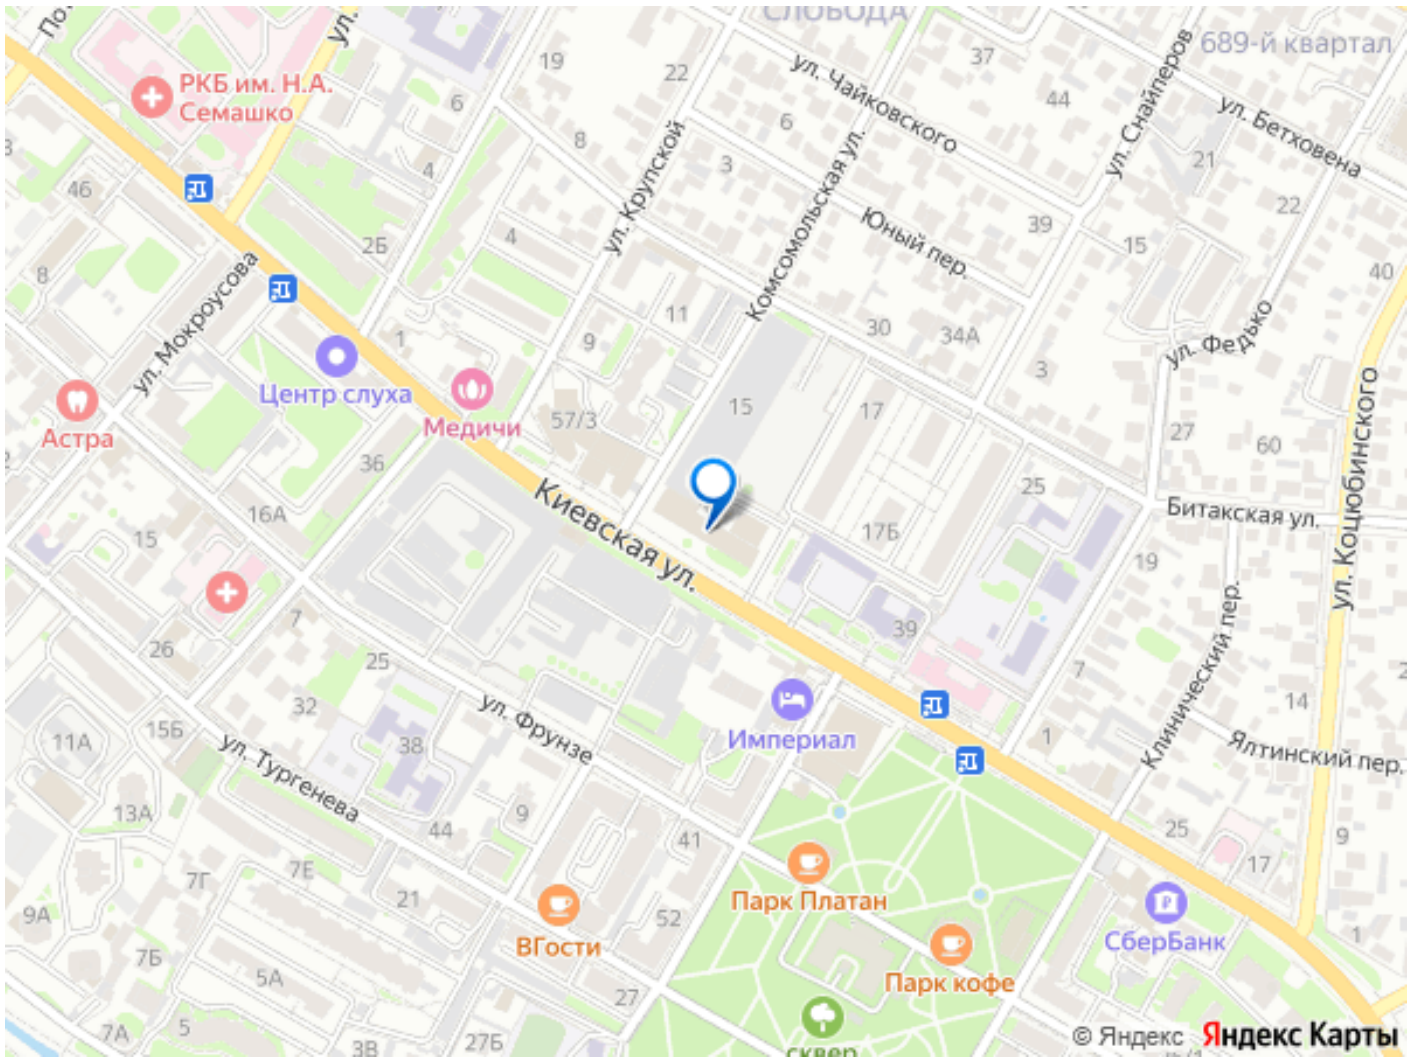 СЛОБОДА
689-й квартал
ул.
19
22
37
44
ул. Чайковского
ул. Снайперов
ул. Бетховена
РКБ им. Н.А.
Семашко
6
8
6
3
21
22
4
46
2Б
4
ул. Крупской
Комсомольская ул.
Юный пер.
39
15
40
8
ул. Мокроусова
1
9
11
30
34А
3
ул. Федько
Центр слуха
Медичи
57/3
15
17
27
60
ул. Коцюбинского
Астра
36
16А
15
Киевская ул.
17Б
25
Битакская ул.
19
7
26
25
39
7
Клинический пер.
14
32
38
ул. Фрунзе
Империал
1
Ялтинский пер.
11А
15Б
ул. Тургенева
13А
44
9
41
25
17
9
7Е
7Г
21
Парк Платан
9А
7Б
5А
ВГости
52
Парк кофе
СберБанк
1
27
7А
5
3В
27Б
сквер
© Яндекс
Яндекс Карты